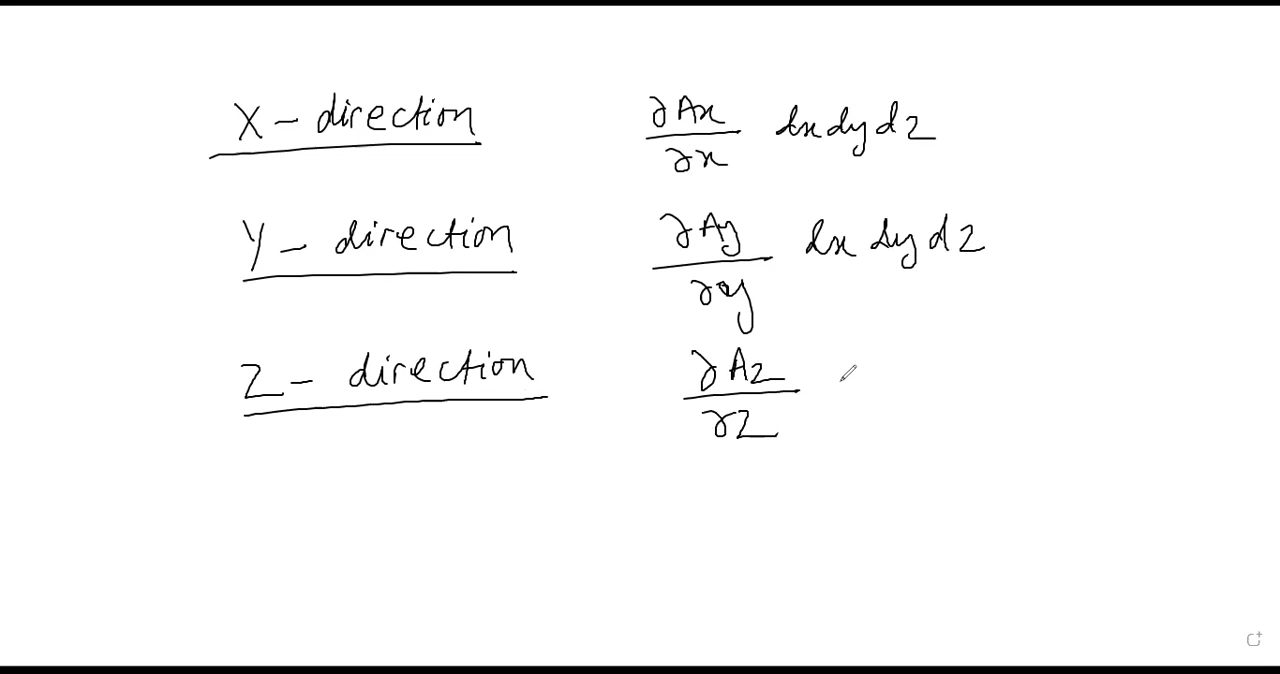 X - direction ∂Ax/∂x dx dy dz
Y - direction ∂Ay/∂y dx dy dz
Z - direction ∂Az/∂z